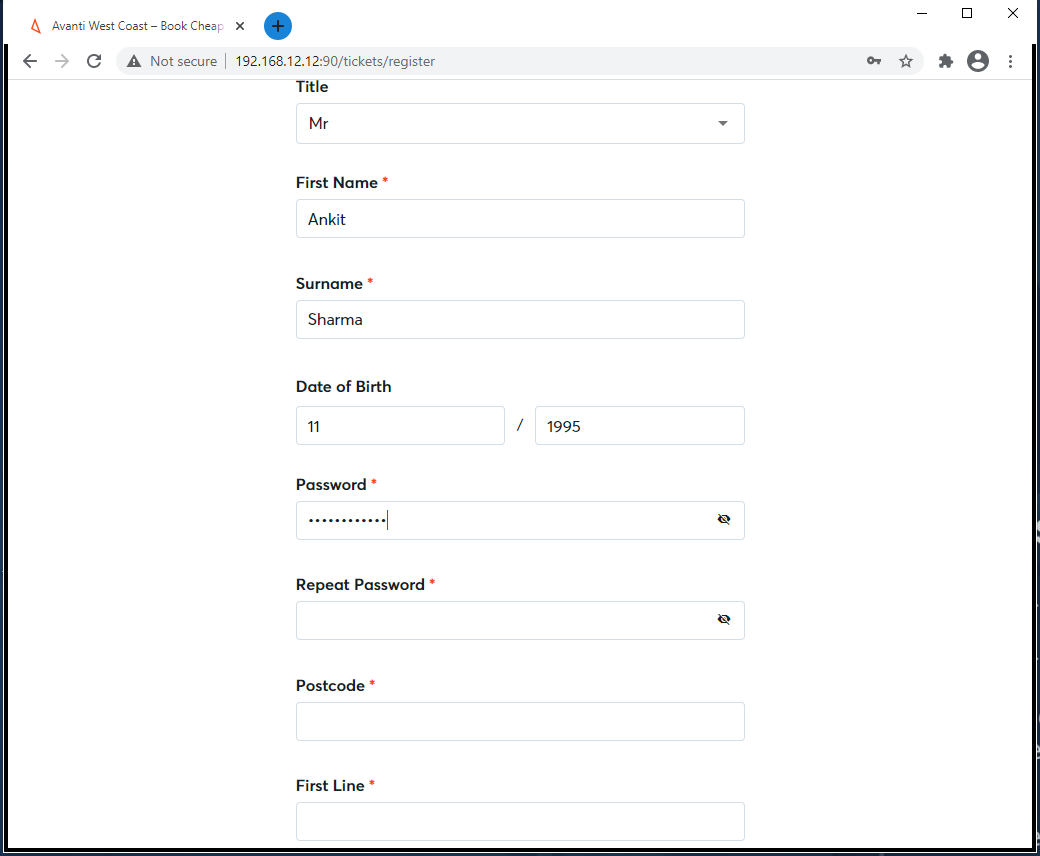 Avanti West Coast – Book Cheap
Not secure 192.168.12.12:90/tickets/register
Title
Mr
First Name *
Ankit
Surname *
Sharma
Date of Birth
11 / 1995
Password *
••••••••••••
Repeat Password *
Postcode *
First Line *